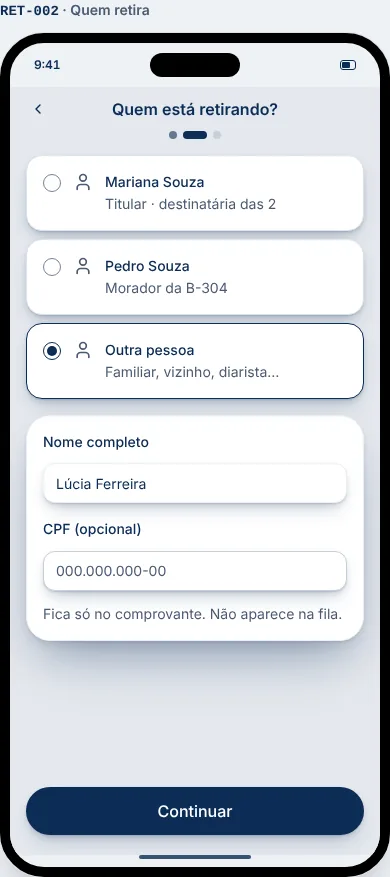 RET-002 · Quem retira
9:41
Quem está retirando?
Mariana Souza
Titular · destinatária das 2
Pedro Souza
Morador da B-304
Outra pessoa
Familiar, vizinho, diarista...
Nome completo
Lúcia Ferreira
CPF (opcional)
000.000.000-00
Fica só no comprovante. Não aparece na fila.
Continuar